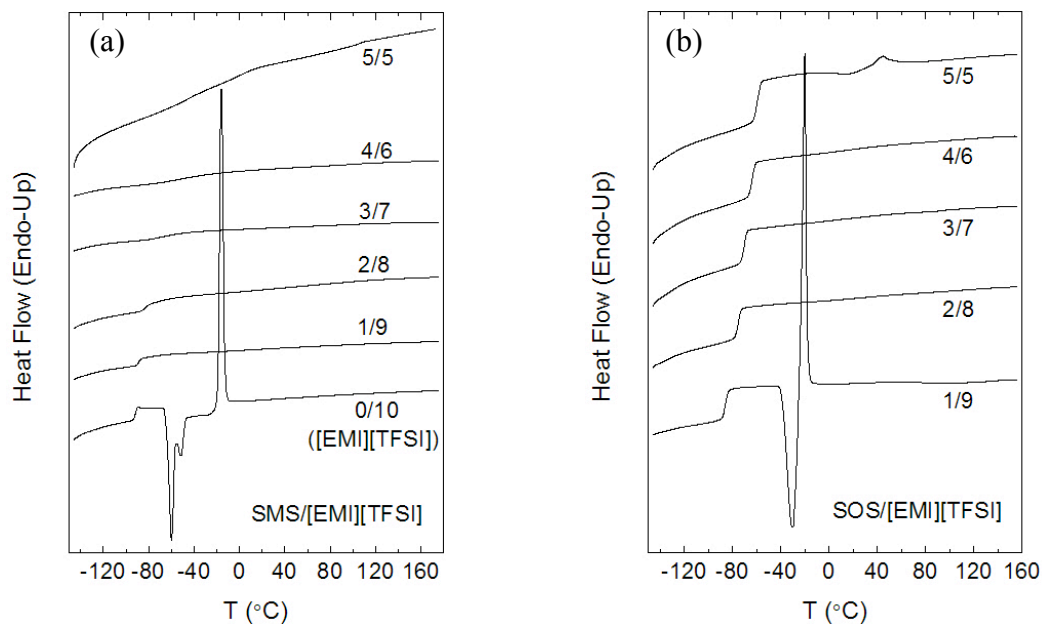 (a)
5/5
4/6
3/7
2/8
1/9
0/10
([EMI][TFSI])
SMS/[EMI][TFSI]
Heat Flow (Endo-Up)
-120 -80 -40 0 40 80 120 160
T (°C)
(b)
5/5
4/6
3/7
2/8
1/9
SOS/[EMI][TFSI]
Heat Flow (Endo-Up)
-120 -80 -40 0 40 80 120 160
T (°C)